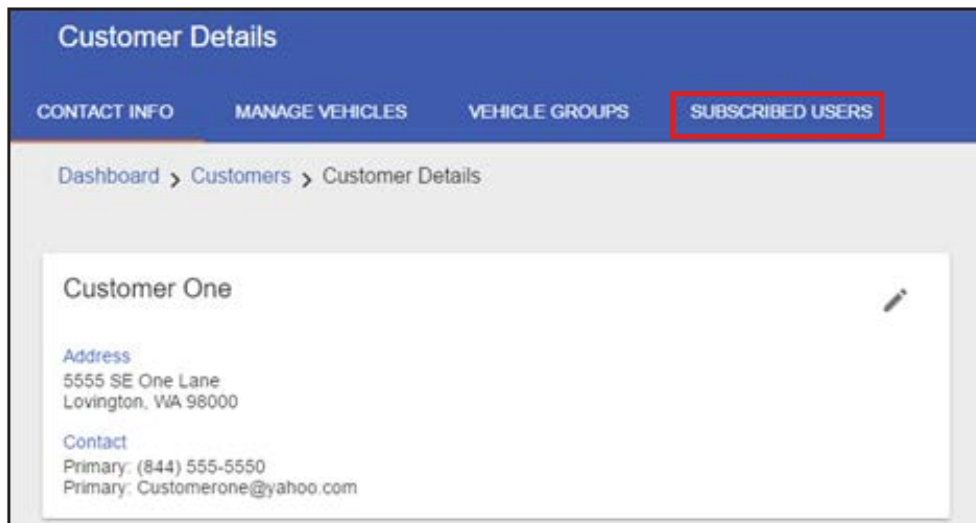 Customer Details
CONTACT INFO MANAGE VEHICLES VEHICLE GROUPS SUBSCRIBED USERS
Dashboard > Customers > Customer Details
Customer One
Address
5555 SE One Lane
Lovington, WA 98000
Contact
Primary: (844) 555-5550
Primary: Customerone@yahoo.com